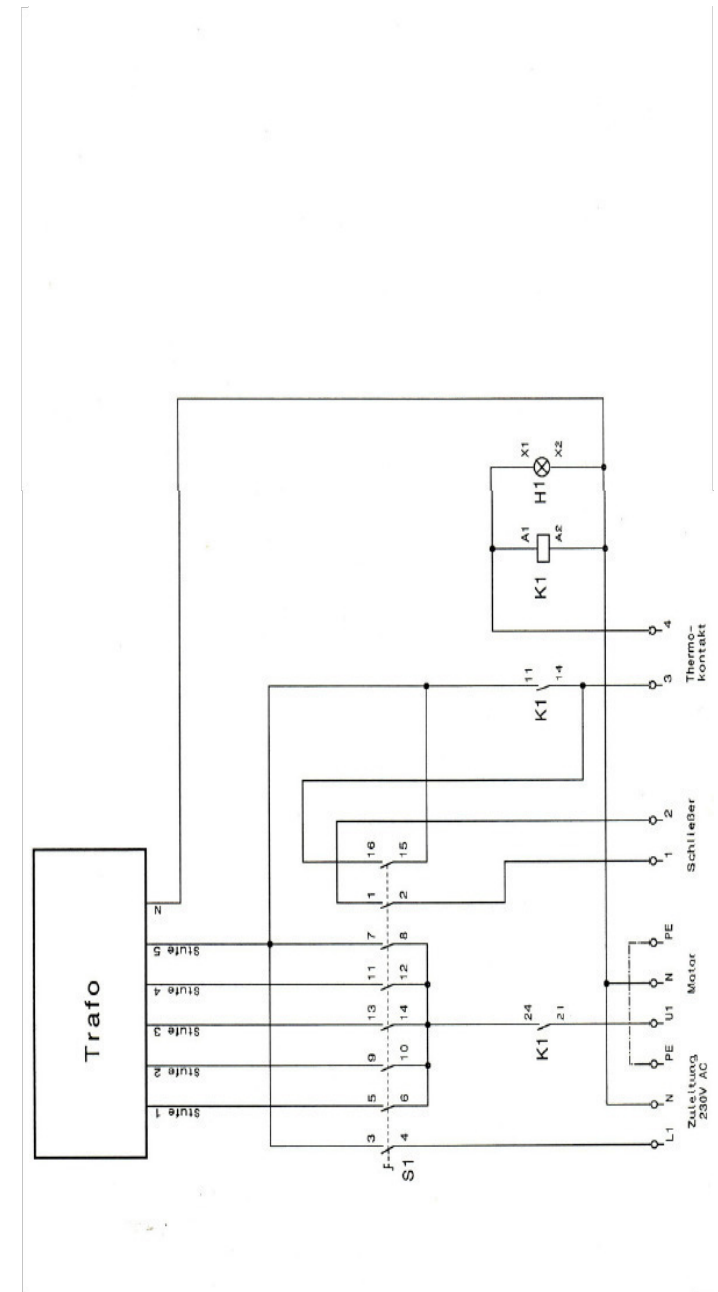 Trafo
N
Stufe 5
Stufe 4
Stufe 3
Stufe 2
Stufe 1
X1
H1
X2
A1
K1
A2
4
11
K1
14
3
Thermo-
kontakt
16
15
2
1
2
1
Schließer
7
8
PE
11
12
N
Motor
13
14
24
K1
21
U1
9
10
PE
5
6
N
Zuleitung
230V AC
3
4
L1
S1